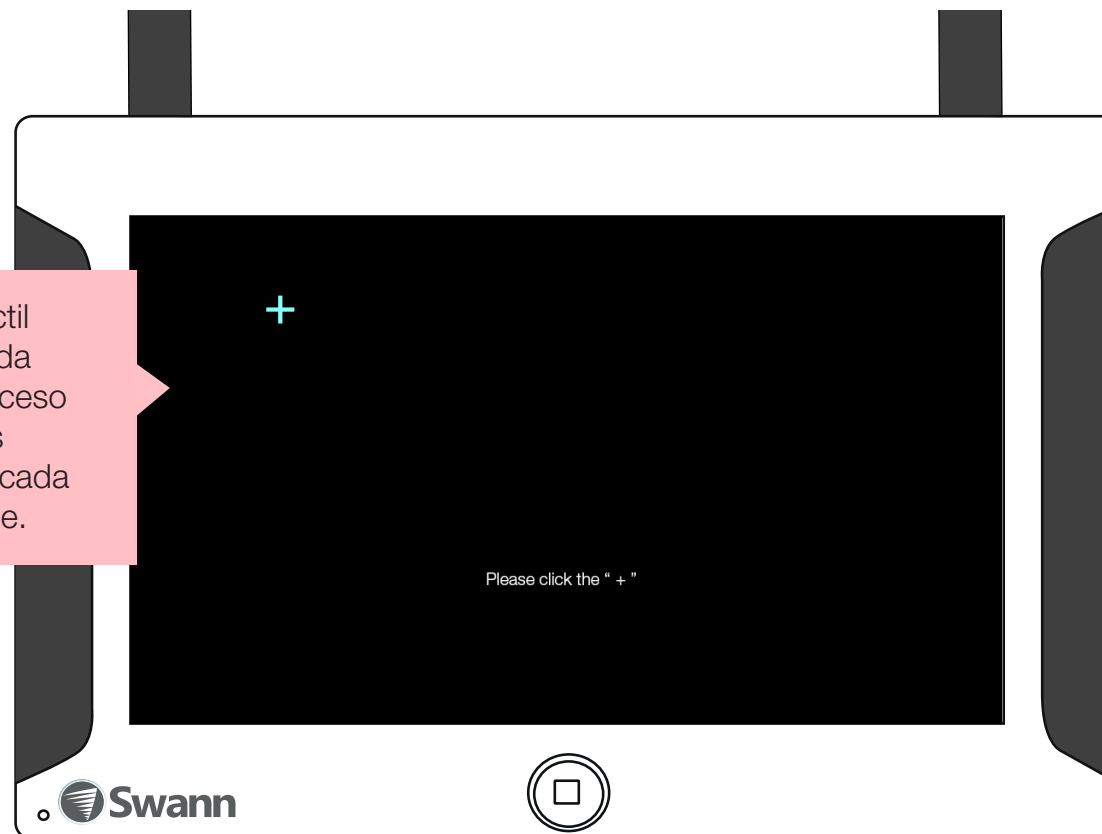 ctil
da
ceso
s
cada
e.
+
Please click the “ + ”
Swann